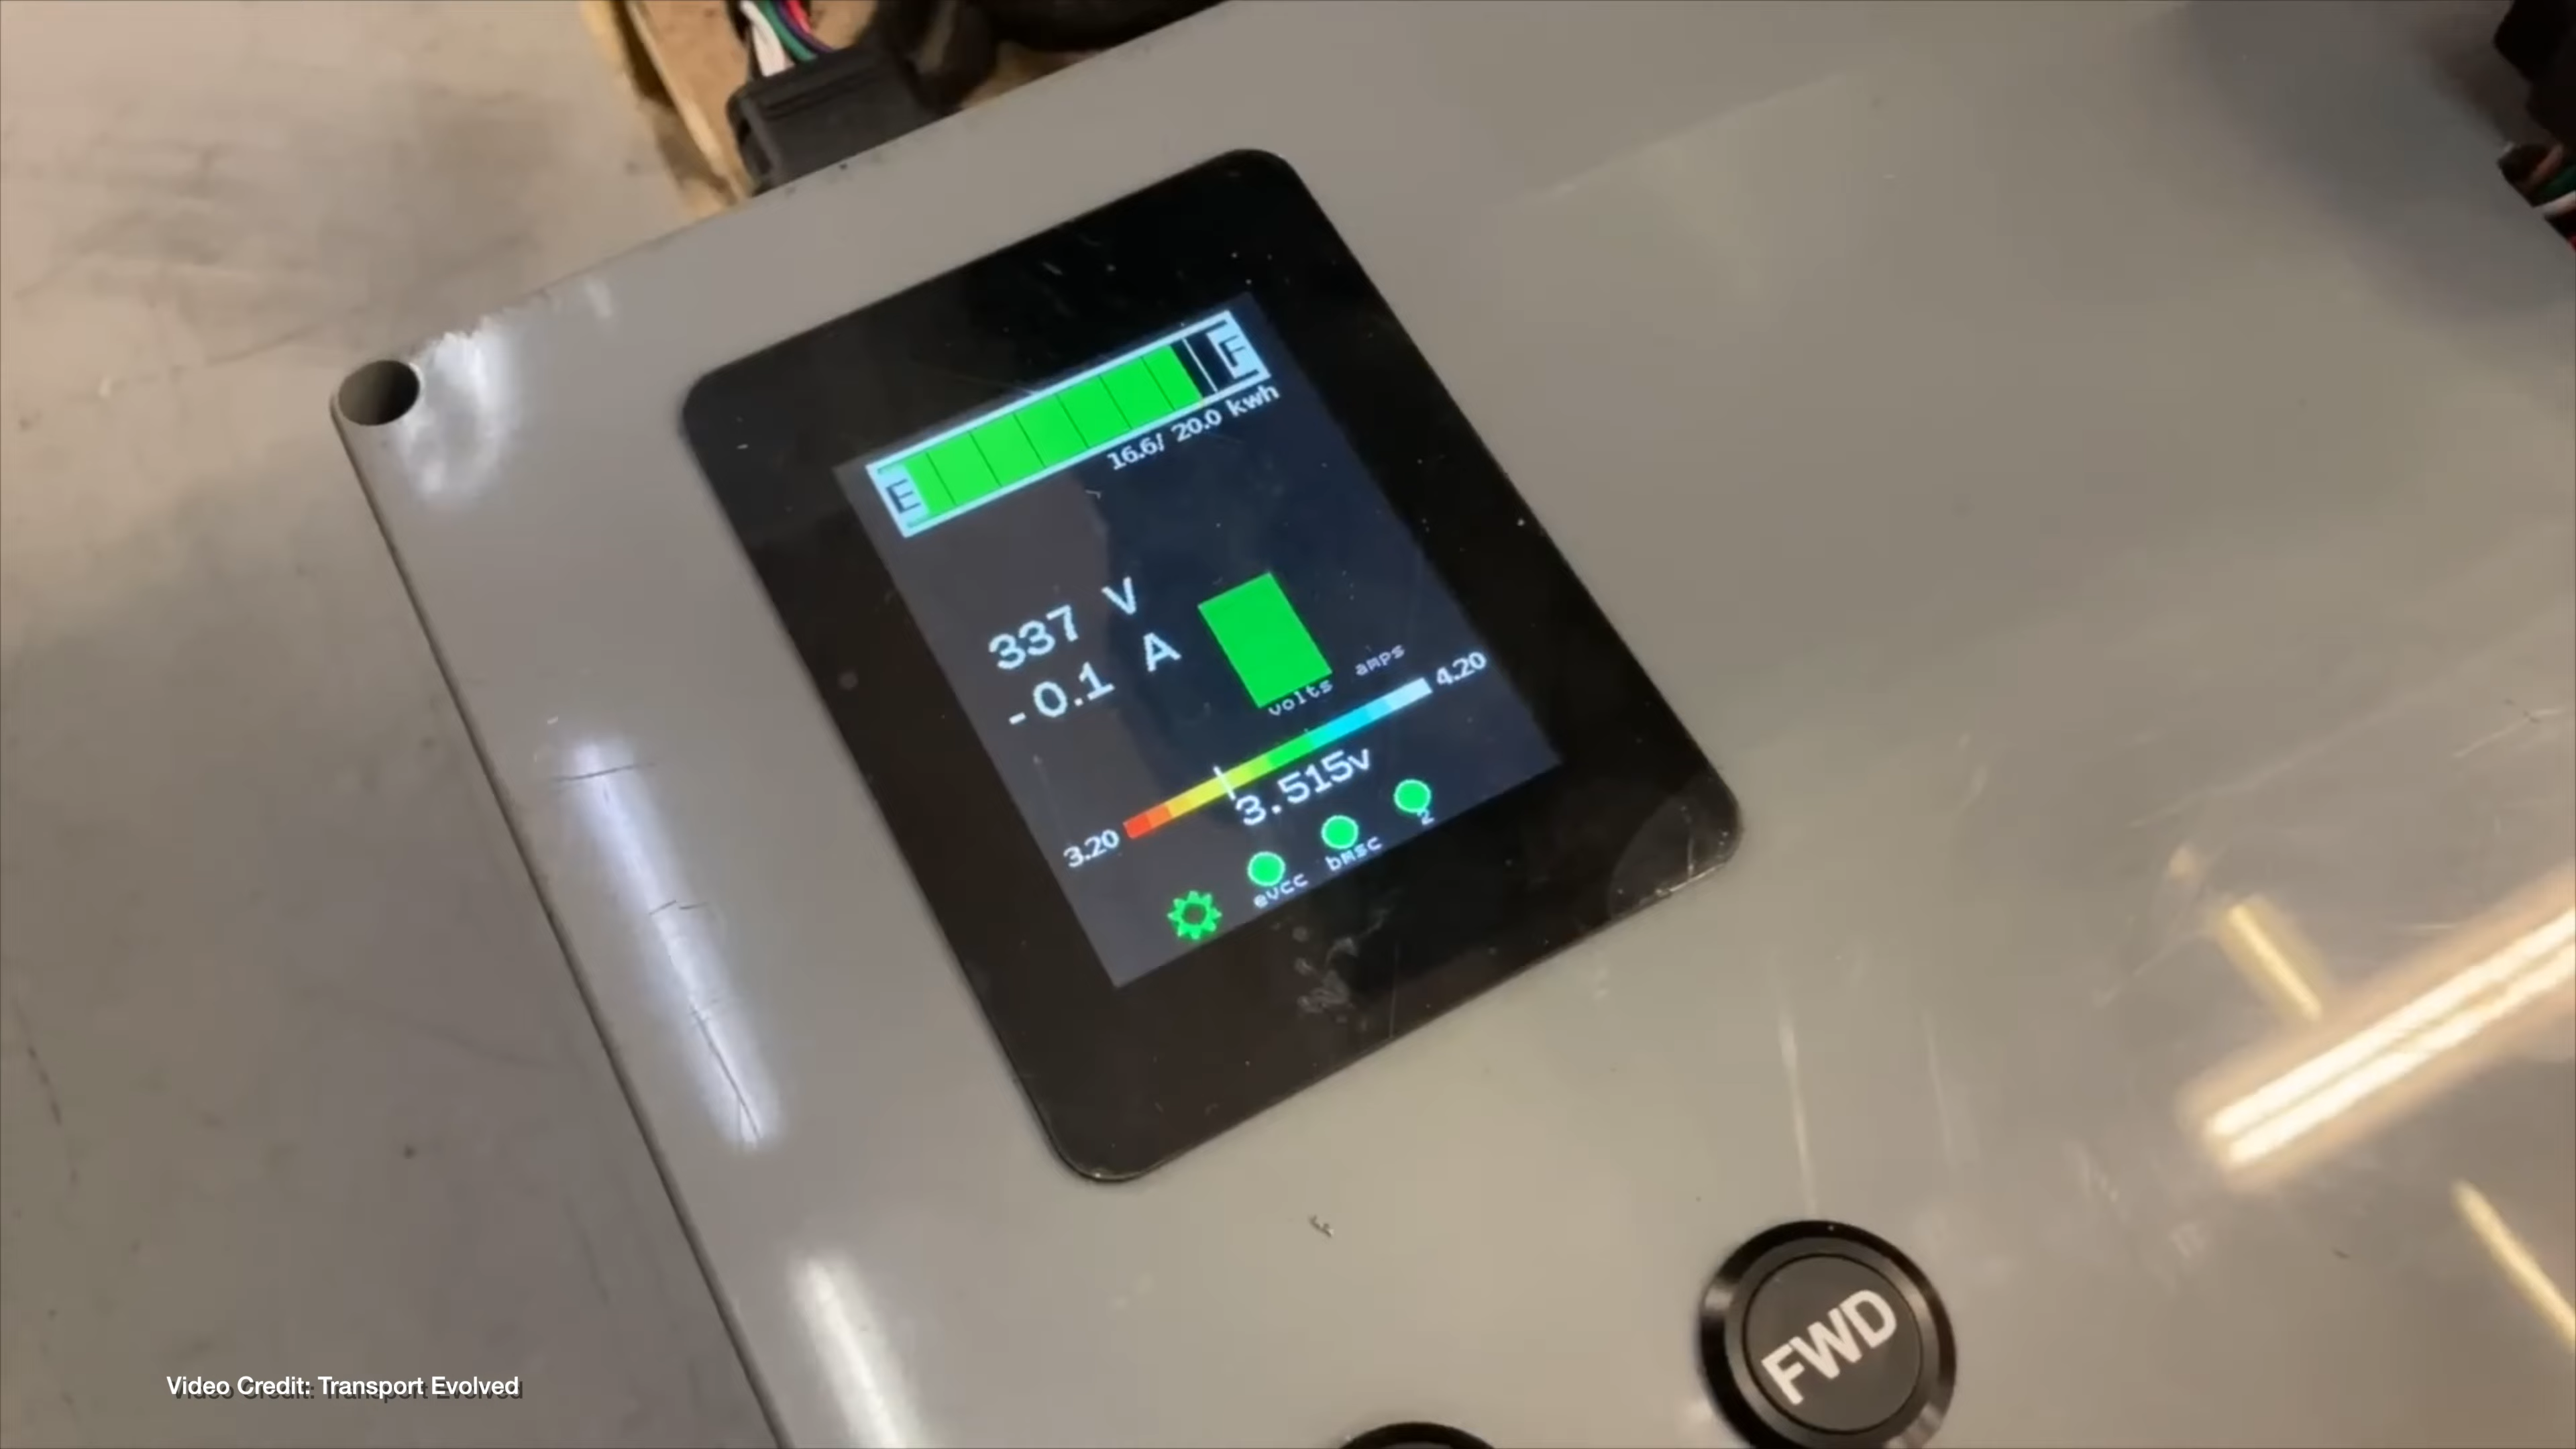 E F
16.6/ 20.0 kwh
337 V
-0.1 A
volts amps
3.20 4.20
3.515v
evcc bmsc 2
FWD
Video Credit: Transport Evolved